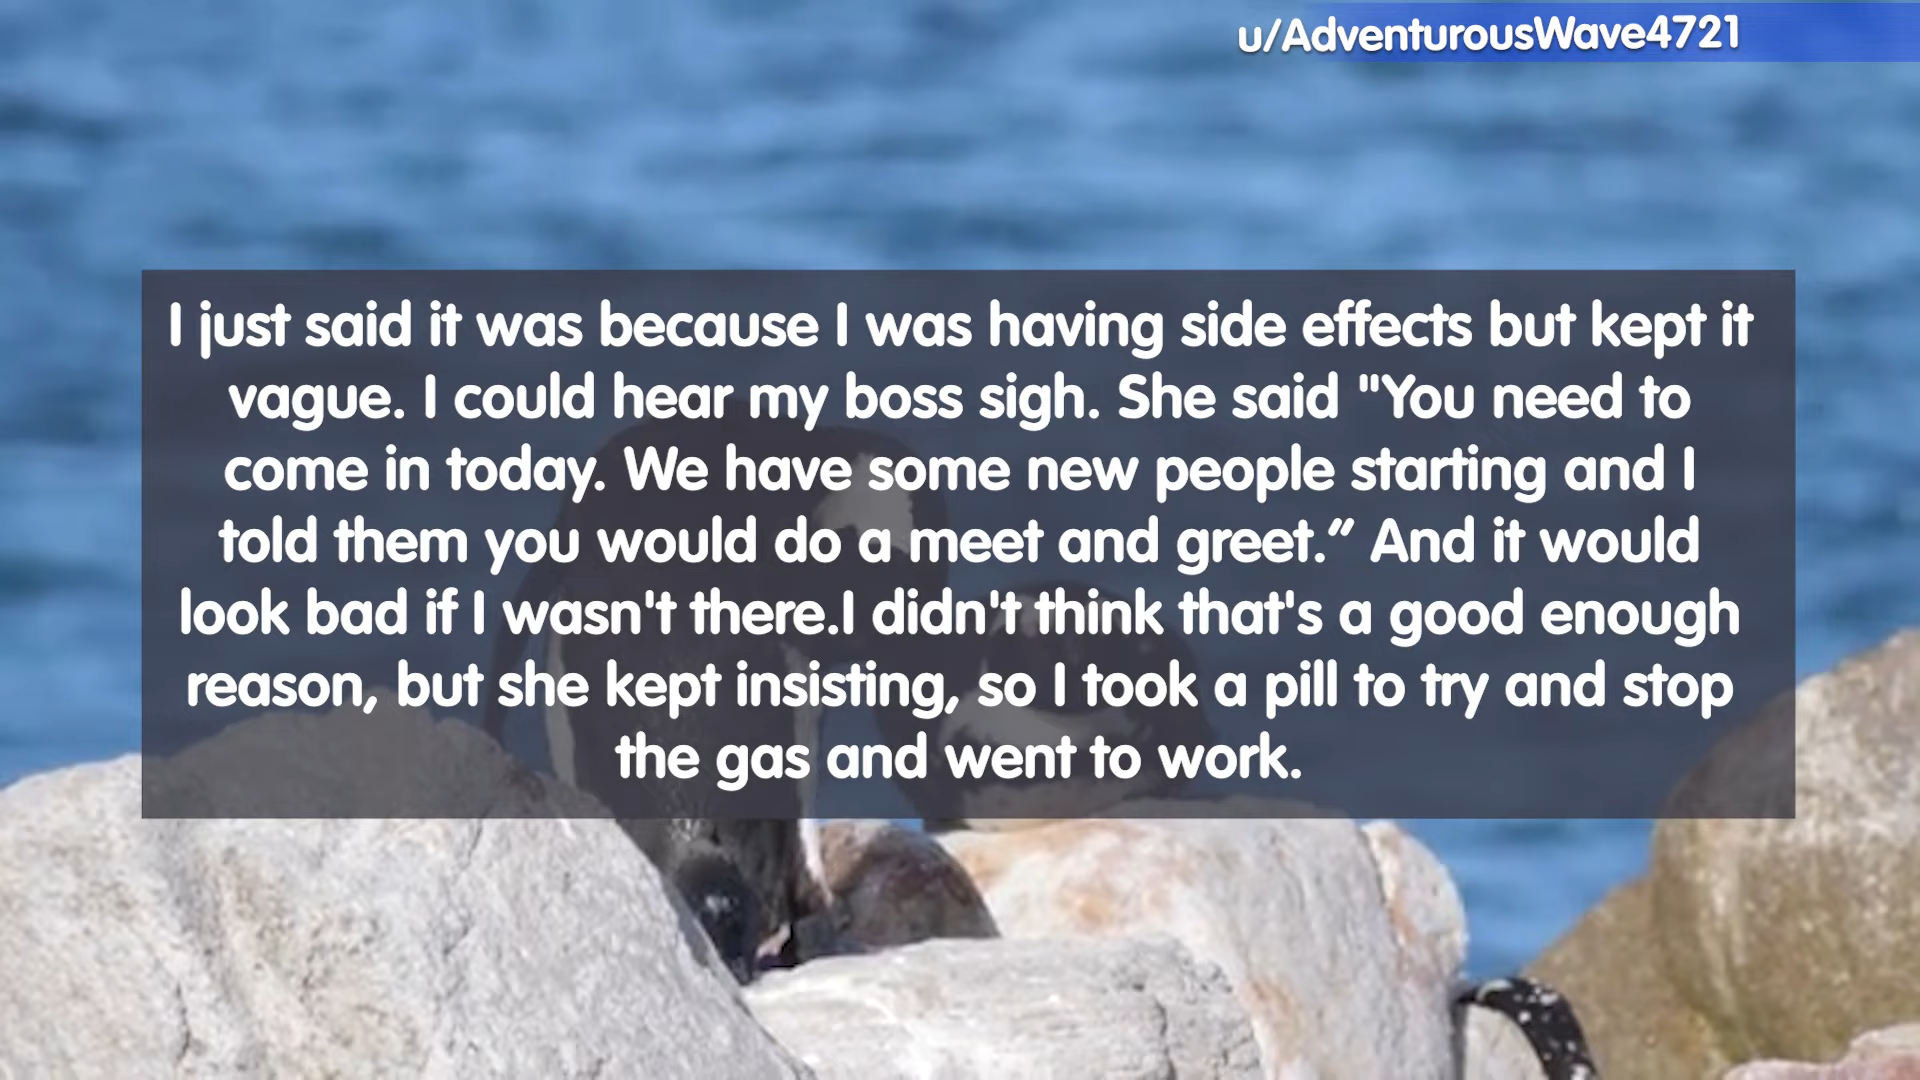 u/AdventurousWave4721
I just said it was because I was having side effects but kept it
vague. I could hear my boss sigh. She said "You need to
come in today. We have some new people starting and I
told them you would do a meet and greet.” And it would
look bad if I wasn't there.I didn't think that's a good enough
reason, but she kept insisting, so I took a pill to try and stop
the gas and went to work.